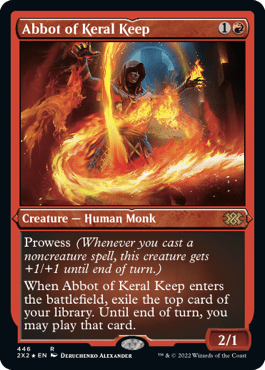 Abbot of Keral Keep 1
Creature — Human Monk
Prowess (Whenever you cast a
noncreature spell, this creature gets
+1/+1 until end of turn.)
When Abbot of Keral Keep enters
the battlefield, exile the top card of
your library. Until end of turn, you
may play that card.
2/1
446 R
2X2 ★ EN DERUCHENKO ALEXANDER
™ & © 2022 Wizards of the Coast